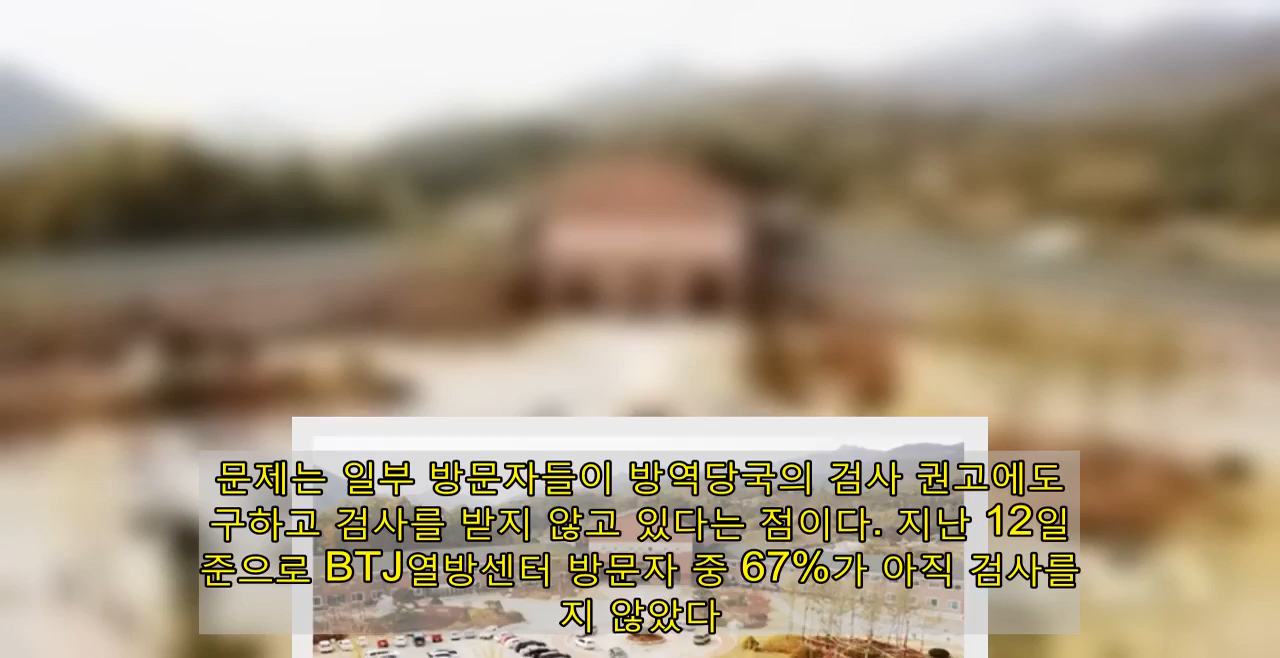 문제는 일부 방문자들이 방역당국의 검사 권고에도
구하고 검사를 받지 않고 있다는 점이다. 지난 12일
준으로 BTJ열방센터 방문자 중 67%가 아직 검사를
지 않았다